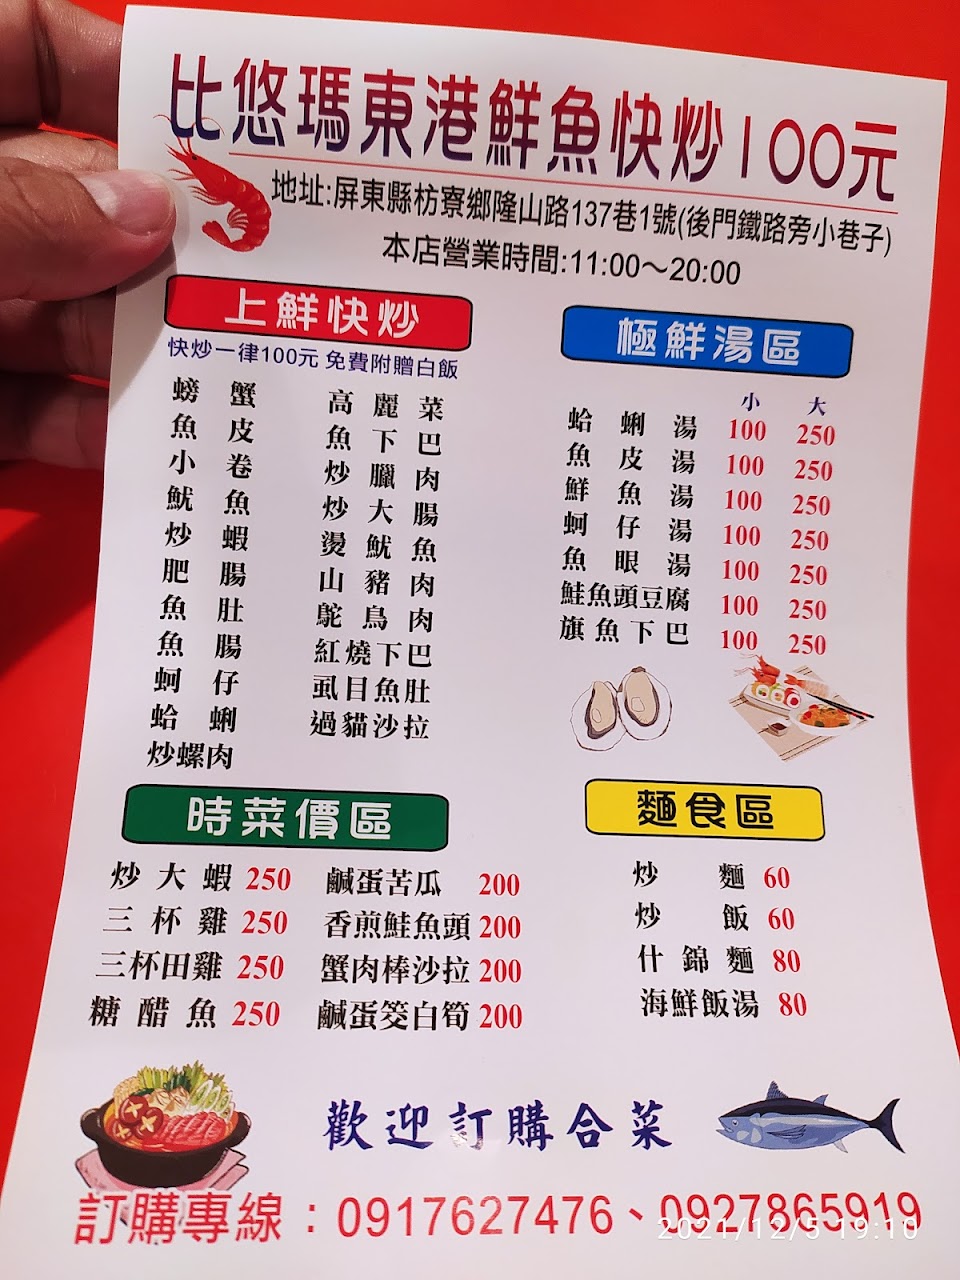 比悠瑪東港鮮魚快炒100元
地址:屏東縣枋寮鄉隆山路137巷1號(後門鐵路旁小巷子)
本店營業時間:11:00～20:00
上鮮快炒
快炒一律100元 免費附贈白飯
螃蟹
魚皮
小卷
魷魚
炒蝦
肥腸
魚肚
魚腸
蚵仔
蛤蜊
炒螺肉
高麗菜
魚下巴
炒臘肉
炒大腸
燙魷魚
山豬肉
鴕鳥肉
紅燒下巴
虱目魚肚
過貓沙拉
極鮮湯區
小 大
蛤蜊湯 100 250
魚皮湯 100 250
鮮魚湯 100 250
蚵仔湯 100 250
魚眼湯 100 250
鮭魚頭豆腐 100 250
旗魚下巴 100 250
時菜價區
炒大蝦 250
三杯雞 250
三杯田雞 250
糖醋魚 250
鹹蛋苦瓜 200
香煎鮭魚頭 200
蟹肉棒沙拉 200
鹹蛋筊白筍 200
麵食區
炒麵 60
炒飯 60
什錦麵 80
海鮮飯湯 80
歡迎訂購合菜
訂購專線：0917627476、0927865919
2021/12/5 19:10